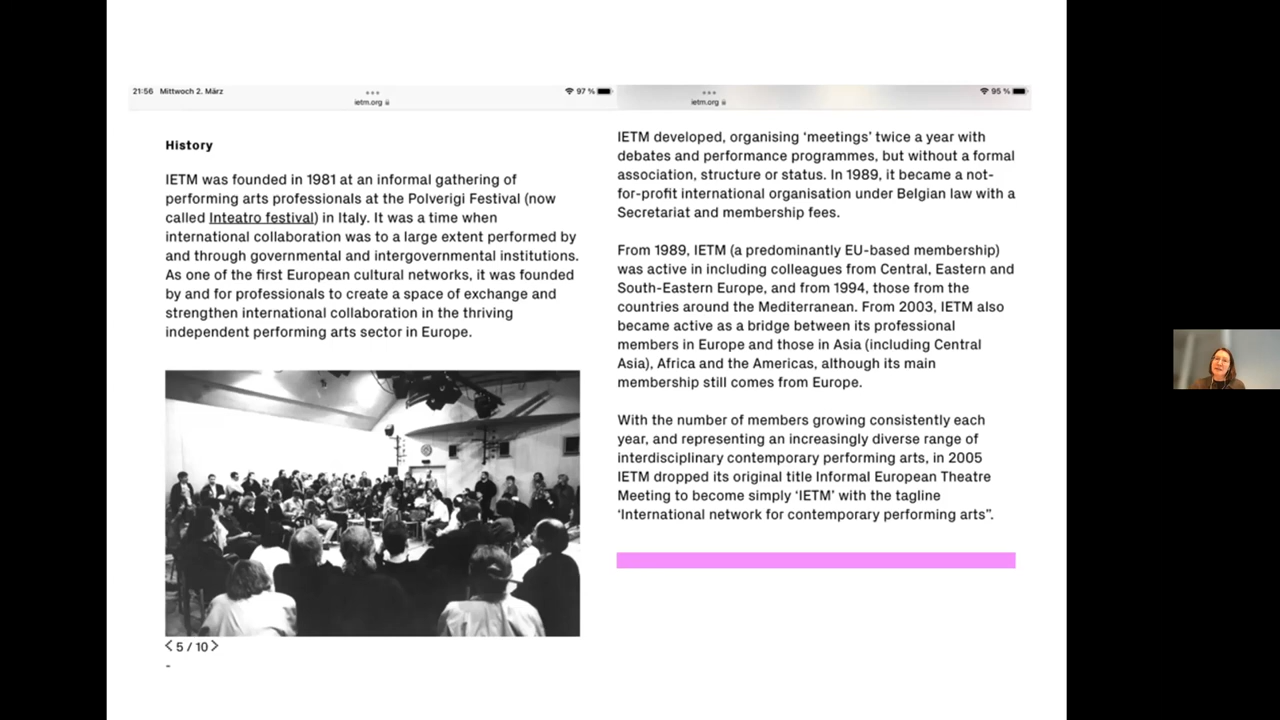 21:56 Mittwoch 2. März
ietm.org
97 %
ietm.org
95 %
History
IETM was founded in 1981 at an informal gathering of
performing arts professionals at the Polverigi Festival (now
called Inteatro festival) in Italy. It was a time when
international collaboration was to a large extent performed by
and through governmental and intergovernmental institutions.
As one of the first European cultural networks, it was founded
by and for professionals to create a space of exchange and
strengthen international collaboration in the thriving
independent performing arts sector in Europe.
5 / 10
IETM developed, organising ‘meetings’ twice a year with
debates and performance programmes, but without a formal
association, structure or status. In 1989, it became a not-
for-profit international organisation under Belgian law with a
Secretariat and membership fees.
From 1989, IETM (a predominantly EU-based membership)
was active in including colleagues from Central, Eastern and
South-Eastern Europe, and from 1994, those from the
countries around the Mediterranean. From 2003, IETM also
became active as a bridge between its professional
members in Europe and those in Asia (including Central
Asia), Africa and the Americas, although its main
membership still comes from Europe.
With the number of members growing consistently each
year, and representing an increasingly diverse range of
interdisciplinary contemporary performing arts, in 2005
IETM dropped its original title Informal European Theatre
Meeting to become simply ‘IETM’ with the tagline
‘International network for contemporary performing arts”.